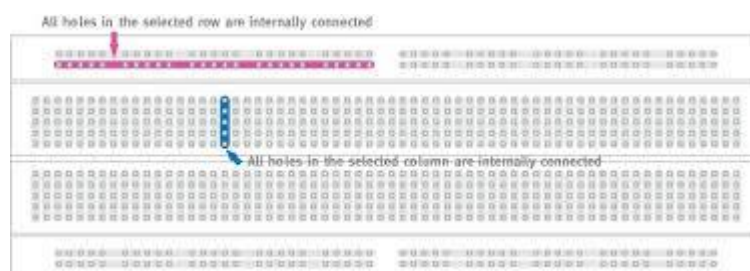 All holes in the selected row are internally connected
All holes in the selected column are internally connected